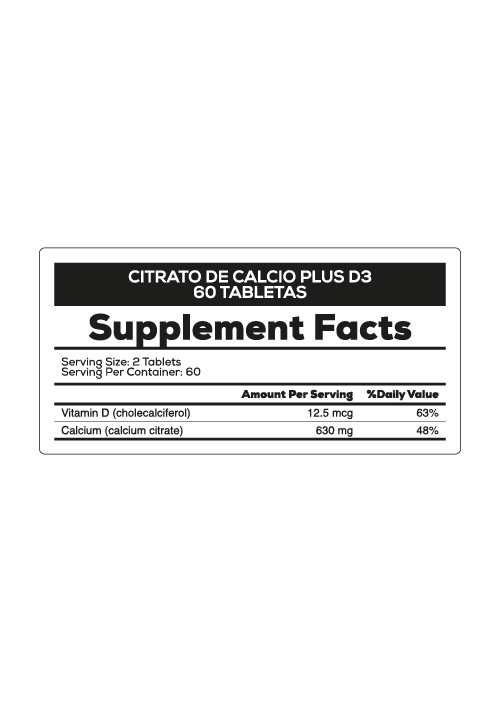 CITRATO DE CALCIO PLUS D3
60 TABLETAS
Supplement Facts
Serving Size: 2 Tablets
Serving Per Container: 60
Amount Per Serving %Daily Value
Vitamin D (cholecalciferol) 12.5 mcg 63%
Calcium (calcium citrate) 630 mg 48%